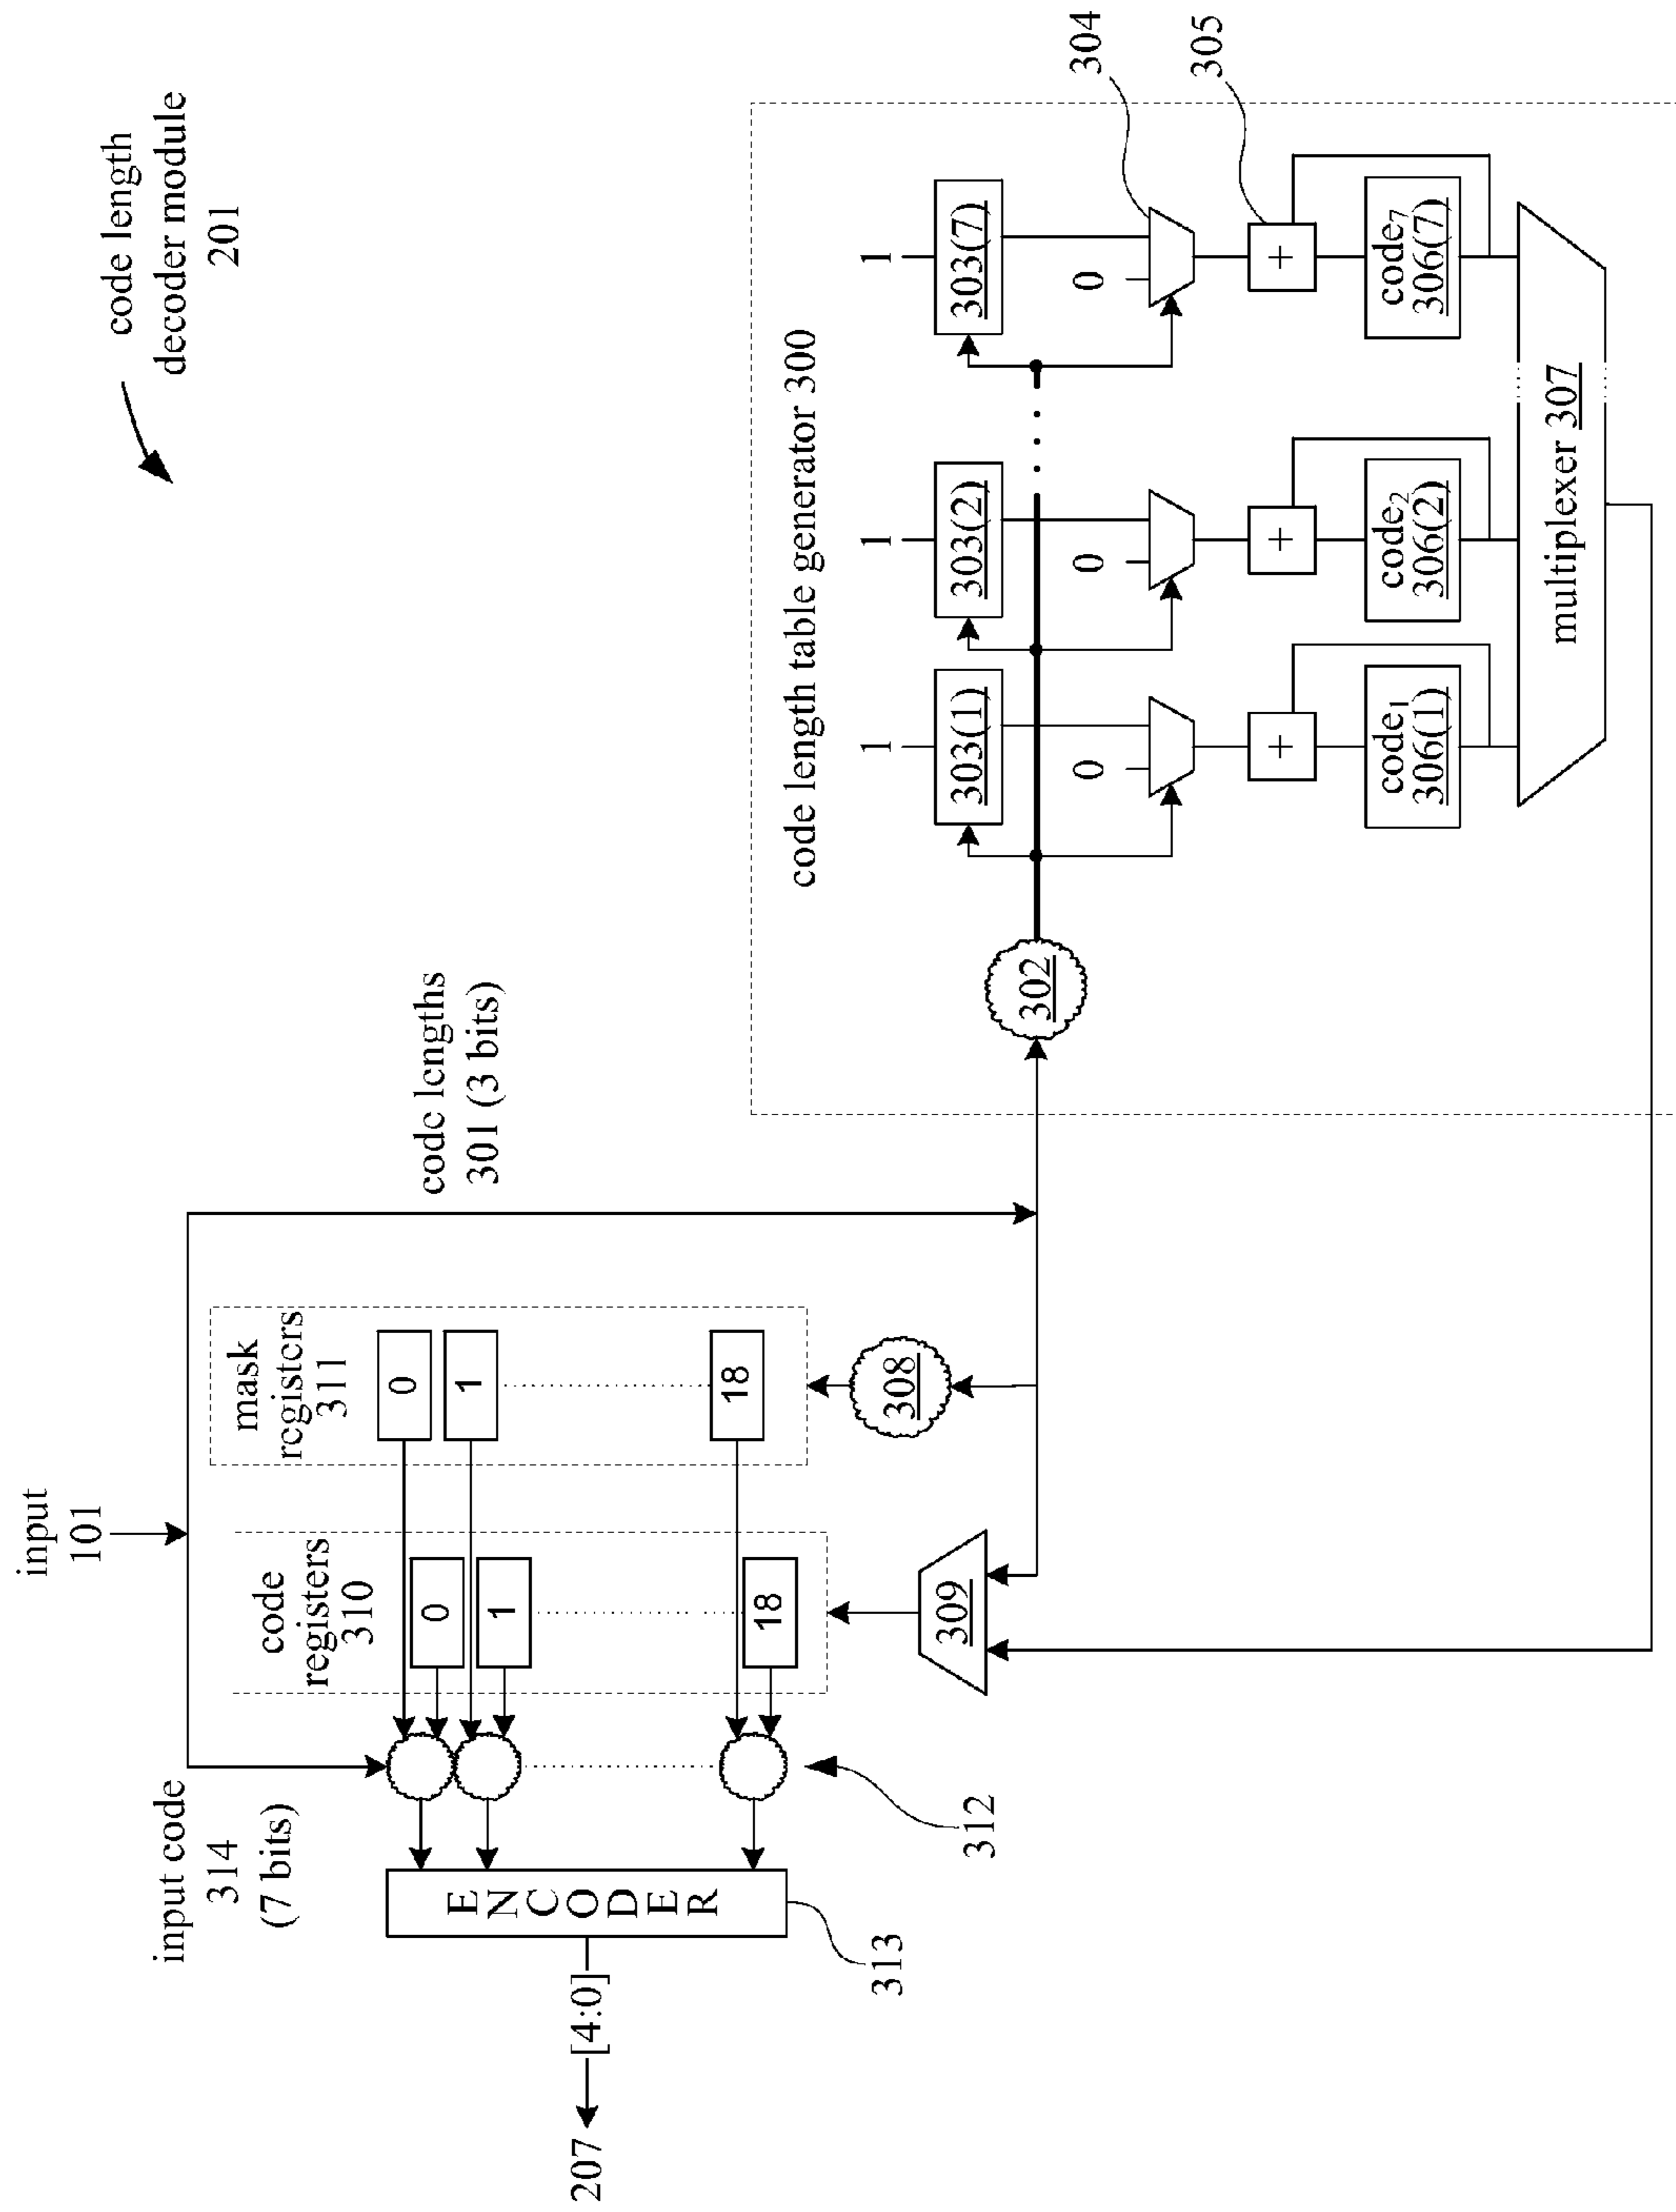 code length
decoder module
201
input
101
input code
314
(7 bits)
code
registers
310
mask
registers
311
code lengths
301 (3 bits)
0
1
18
0
1
18
E
N
C
O
D
E
R
207
[4:0]
313
312
309
308
302
code length table generator 300
1
1
1
303(1)
303(2)
303(7)
0
0
0
304
+
+
+
305
code1
306(1)
code2
306(2)
code7
306(7)
multiplexer 307